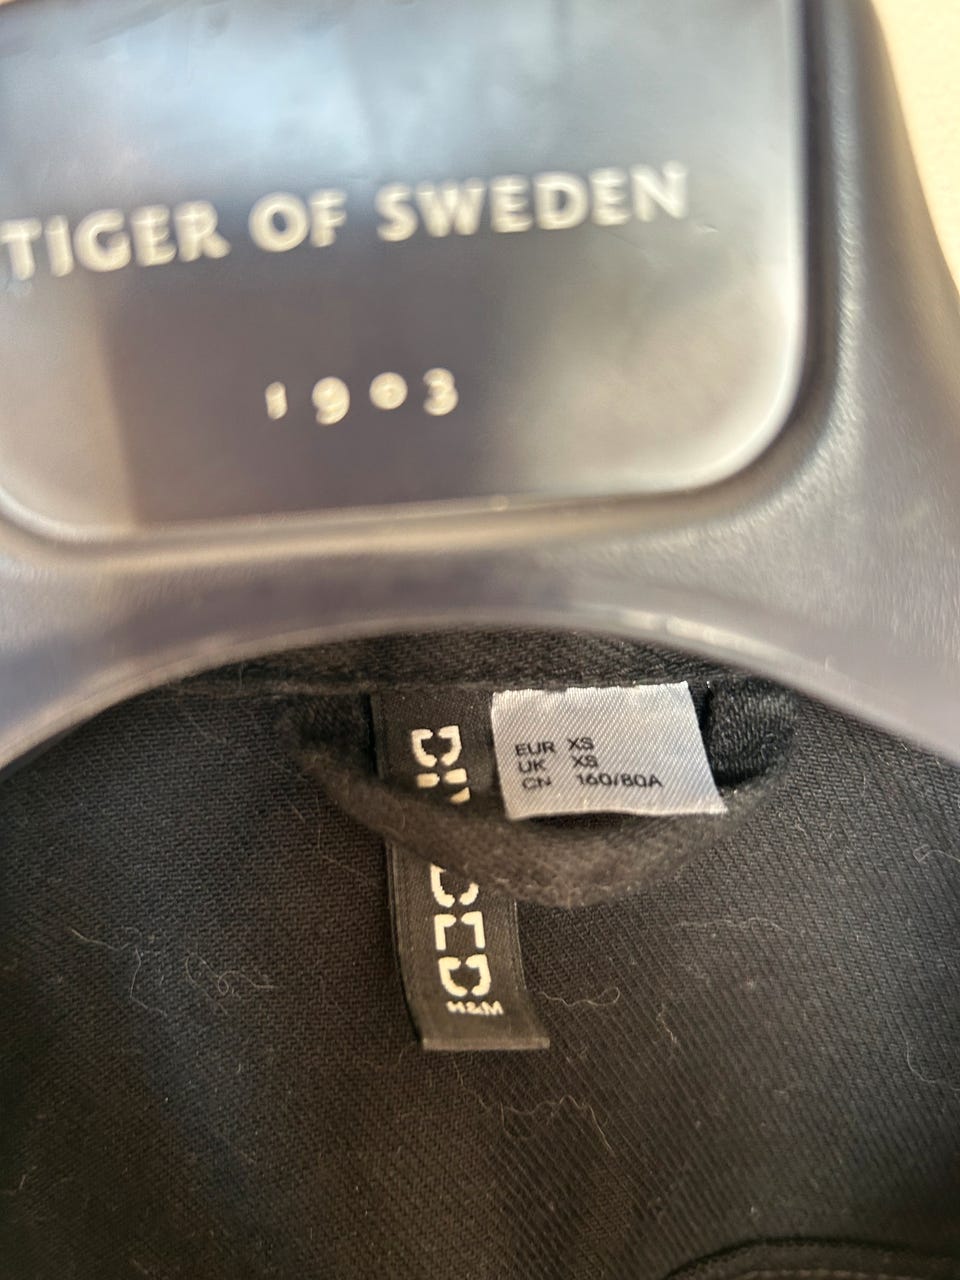 TIGER OF SWEDEN
1903
EUR XS
UK XS
CN 160/80A
H&M